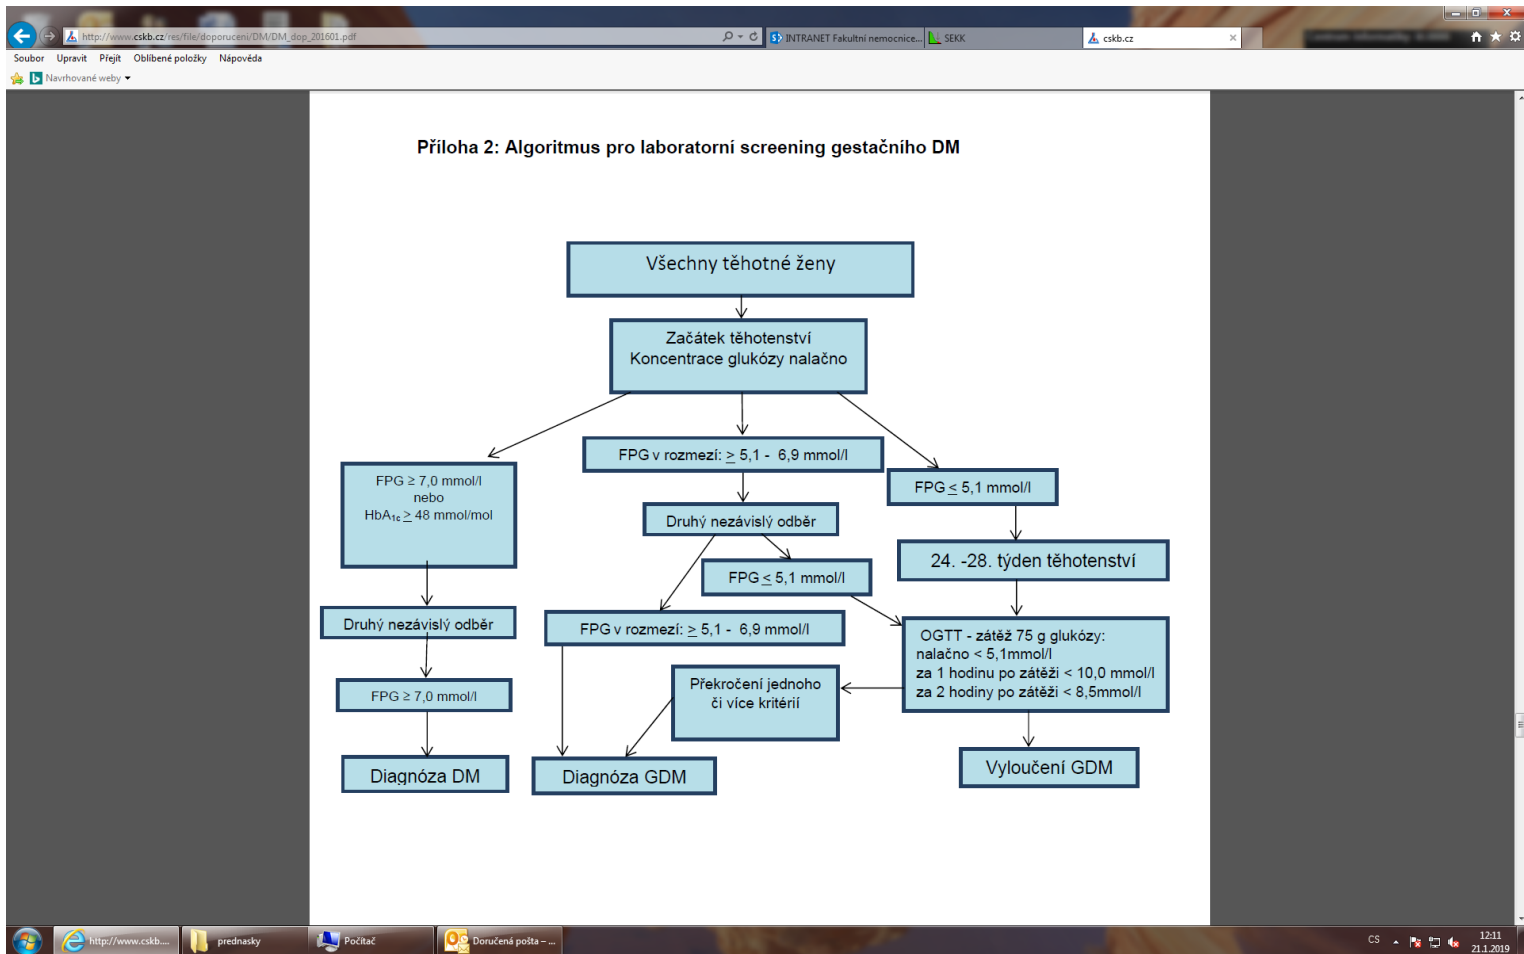 http://www.cskb.cz/res/file/doporuceni/DM/DM_dop_201601.pdf
INTRANET Fakultní nemocnice...
SEKK
cskb.cz
Soubor Upravit Přejít Oblíbené položky Nápověda
Navrhované weby
Příloha 2: Algoritmus pro laboratorní screening gestačního DM
Všechny těhotné ženy
Začátek těhotenství
Koncentrace glukózy nalačno
FPG ≥ 7,0 mmol/l
nebo
HbA1c ≥ 48 mmol/mol
FPG v rozmezí: ≥ 5,1 - 6,9 mmol/l
FPG ≤ 5,1 mmol/l
Druhý nezávislý odběr
24. -28. týden těhotenství
FPG ≤ 5,1 mmol/l
Druhý nezávislý odběr
FPG v rozmezí: ≥ 5,1 - 6,9 mmol/l
OGTT - zátěž 75 g glukózy:
nalačno < 5,1mmol/l
za 1 hodinu po zátěži < 10,0 mmol/l
za 2 hodiny po zátěži < 8,5mmol/l
FPG ≥ 7,0 mmol/l
Překročení jednoho
či více kritérií
Diagnóza DM
Diagnóza GDM
Vyloučení GDM
http://www.cskb....
prednasky
Počítač
Doručená pošta – ...
CS
12:11
21.1.2019